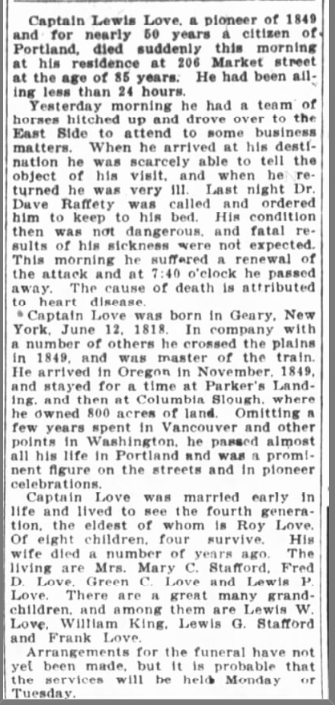 Captain Lewis Love, a pioneer of 1849
and for nearly 50 years a citizen of
Portland, died suddenly this morning
at his residence at 206 Market street
at the age of 85 years. He had been ail-
ing less than 24 hours.
Yesterday morning he had a team of
horses hitched up and drove over to the
East Side to attend to some business
matters. When he arrived at his desti-
nation he was scarcely able to tell the
object of his visit, and when he re-
turned he was very ill. Last night Dr.
Dave Raffety was called and ordered
him to keep to his bed. His condition
then was not dangerous, and fatal re-
sults of his sickness were not expected.
This morning he suffered a renewal of
the attack and at 7:40 o'clock he passed
away. The cause of death is attributed
to heart disease.
Captain Love was born in Geary, New
York, June 12, 1818. In company with
a number of others he crossed the plains
in 1849, and was master of the train.
He arrived in Oregon in November, 1849,
and stayed for a time at Parker's Land-
ing, and then at Columbia Slough, where
he owned 800 acres of land. Omitting a
few years spent in Vancouver and other
points in Washington, he passed almost
all his life in Portland and was a promi-
nent figure on the streets and in pioneer
celebrations.
Captain Love was married early in
life and lived to see the fourth genera-
tion, the eldest of whom is Roy Love.
Of eight children, four survive. His
wife died a number of years ago. The
living are Mrs. Mary C. Stafford, Fred
D. Love, Green C. Love and Lewis P.
Love. There are a great many grand-
children, and among them are Lewis W.
Love, William King, Lewis G. Stafford
and Frank Love.
Arrangements for the funeral have not
yet been made, but it is probable that
the services will be held Monday or
Tuesday.